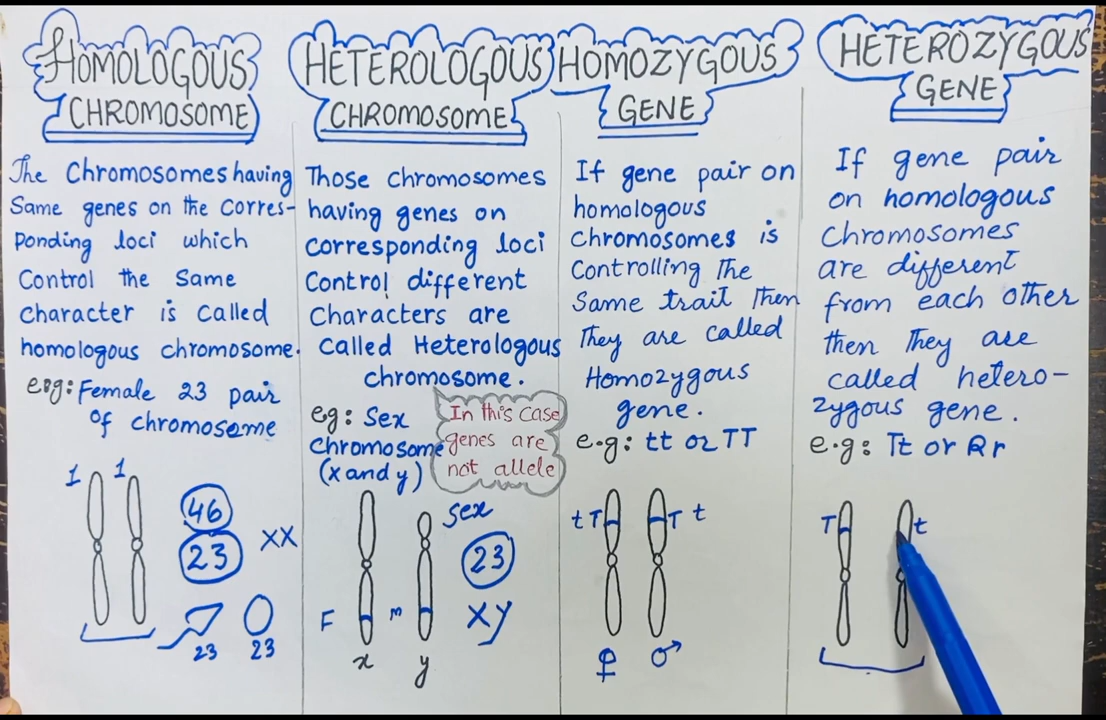 HOMOLOGOUS
CHROMOSOME
The Chromosomes having
Same genes on the Corres-
Ponding loci which
Control the Same
Character is Called
homologous chromosome.
eog: Female 23 pair
of chromosome
1 1
46
23
XX
23 23
HETEROLOGOUS
CHROMOSOME
Those chromosomes
having genes on
Corresponding loci
Control different
Characters are
Called Heterologous
chromosome.
eg: Sex
Chromosome
(x and y)
In this case
genes are
not allele
Sex
23
xy
F m
x y
HOMOZYGOUS
GENE
If gene pair on
homologous
Chromosomes is
Controlling The
Same trait Then
They are called
Homozygous
gene.
e.g: tt or TT
t T T t
♀ ♂
HETEROZYGOUS
GENE
If gene pair
on homologous
Chromosomes
are different
from each other
then They are
called hetero-
zygous gene.
e.g: Tt or Rr
T t